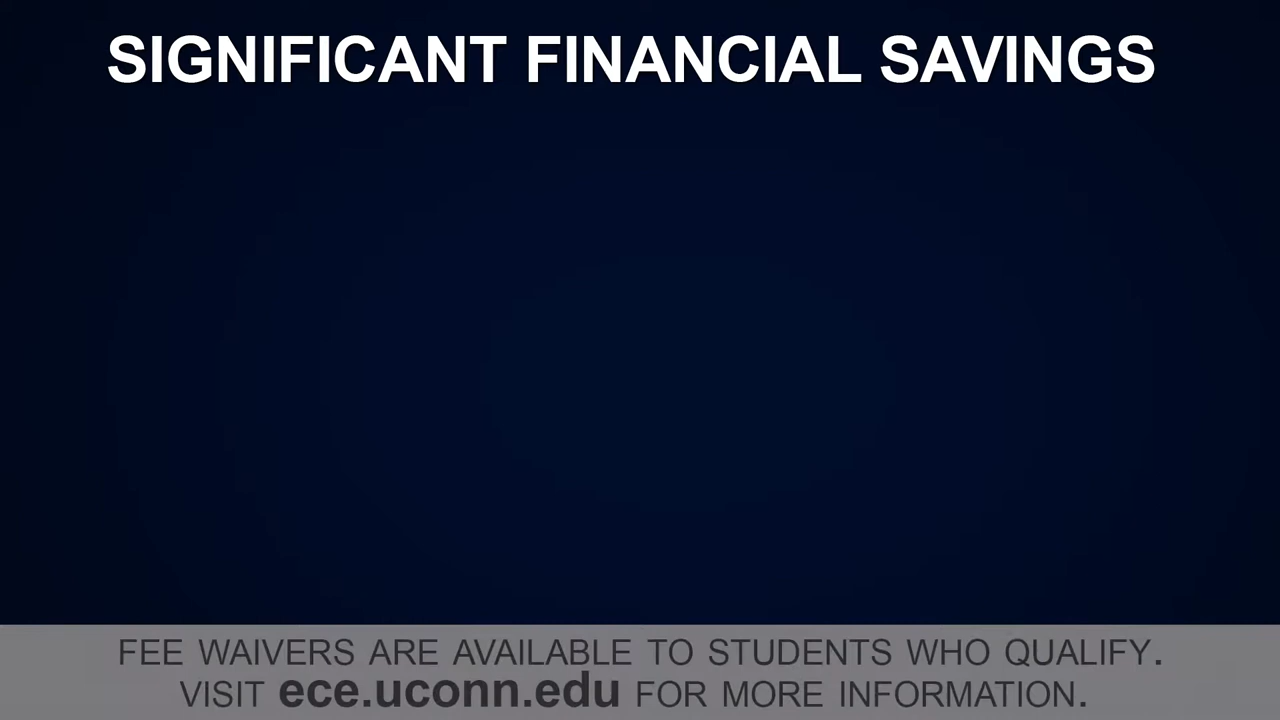 SIGNIFICANT FINANCIAL SAVINGS
FEE WAIVERS ARE AVAILABLE TO STUDENTS WHO QUALIFY.
VISIT ece.uconn.edu FOR MORE INFORMATION.